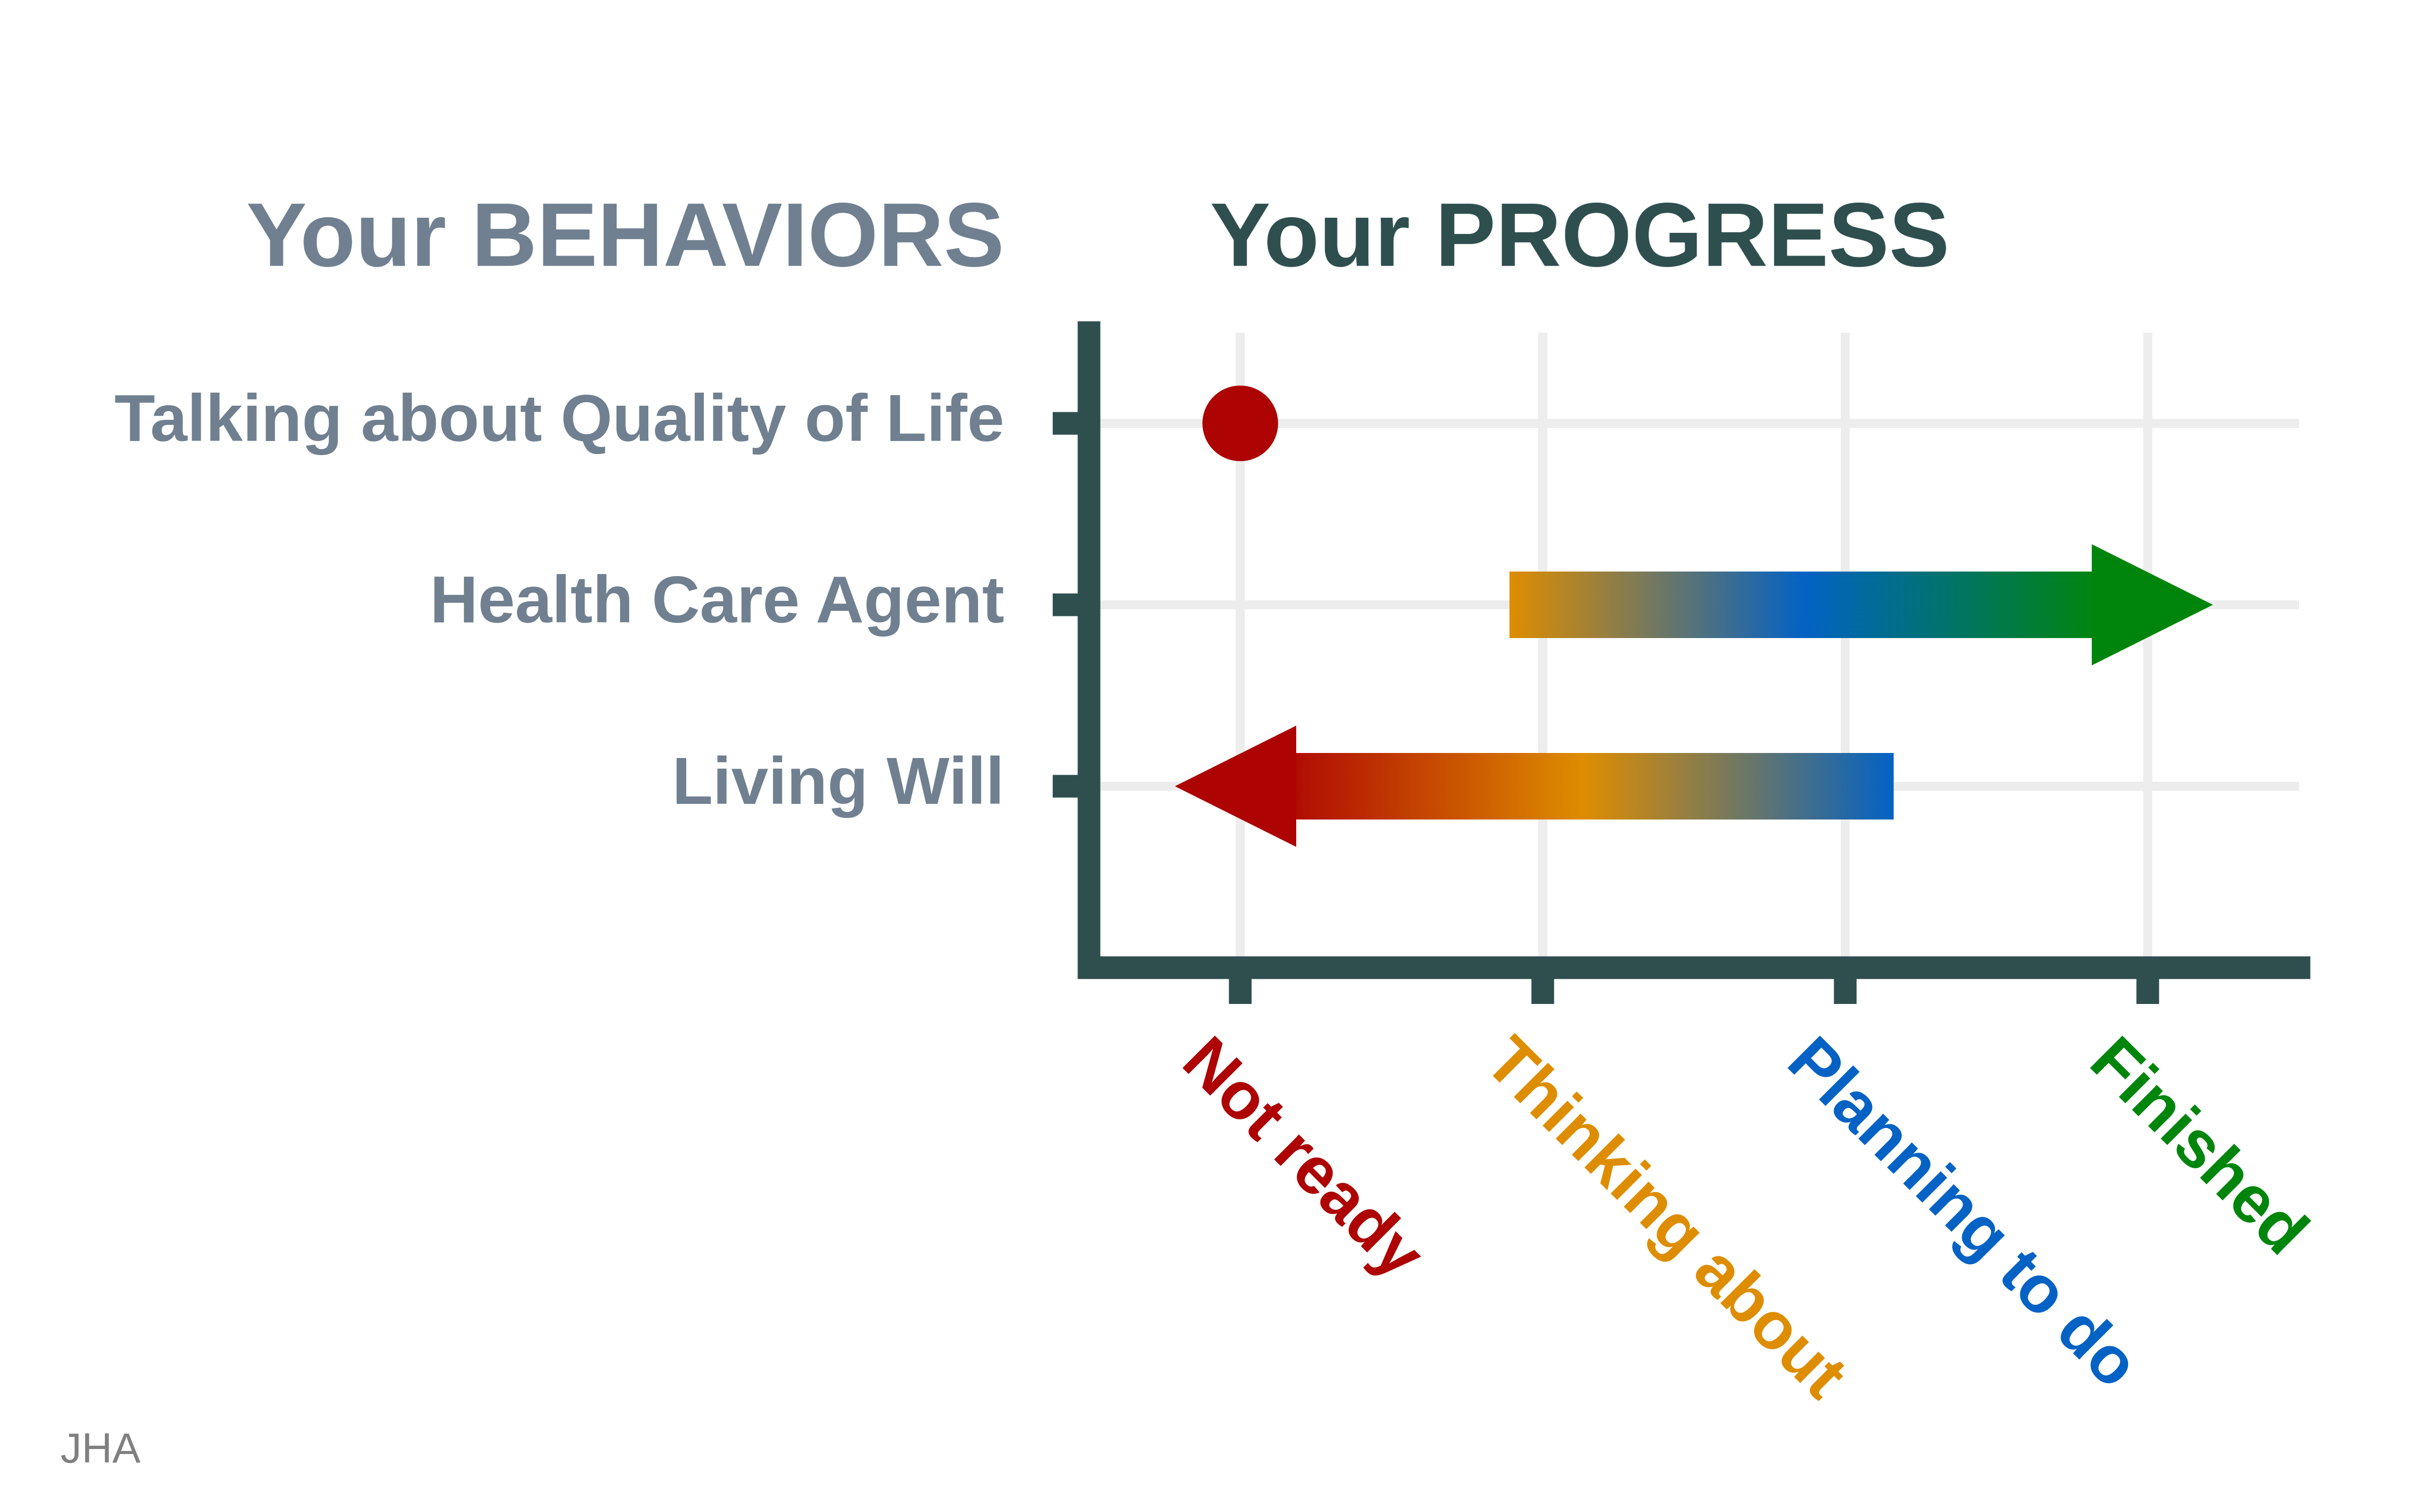 Your BEHAVIORS
Your PROGRESS
Talking about Quality of Life
Health Care Agent
Living Will
Not ready
Thinking about
Planning to do
Finished
JHA